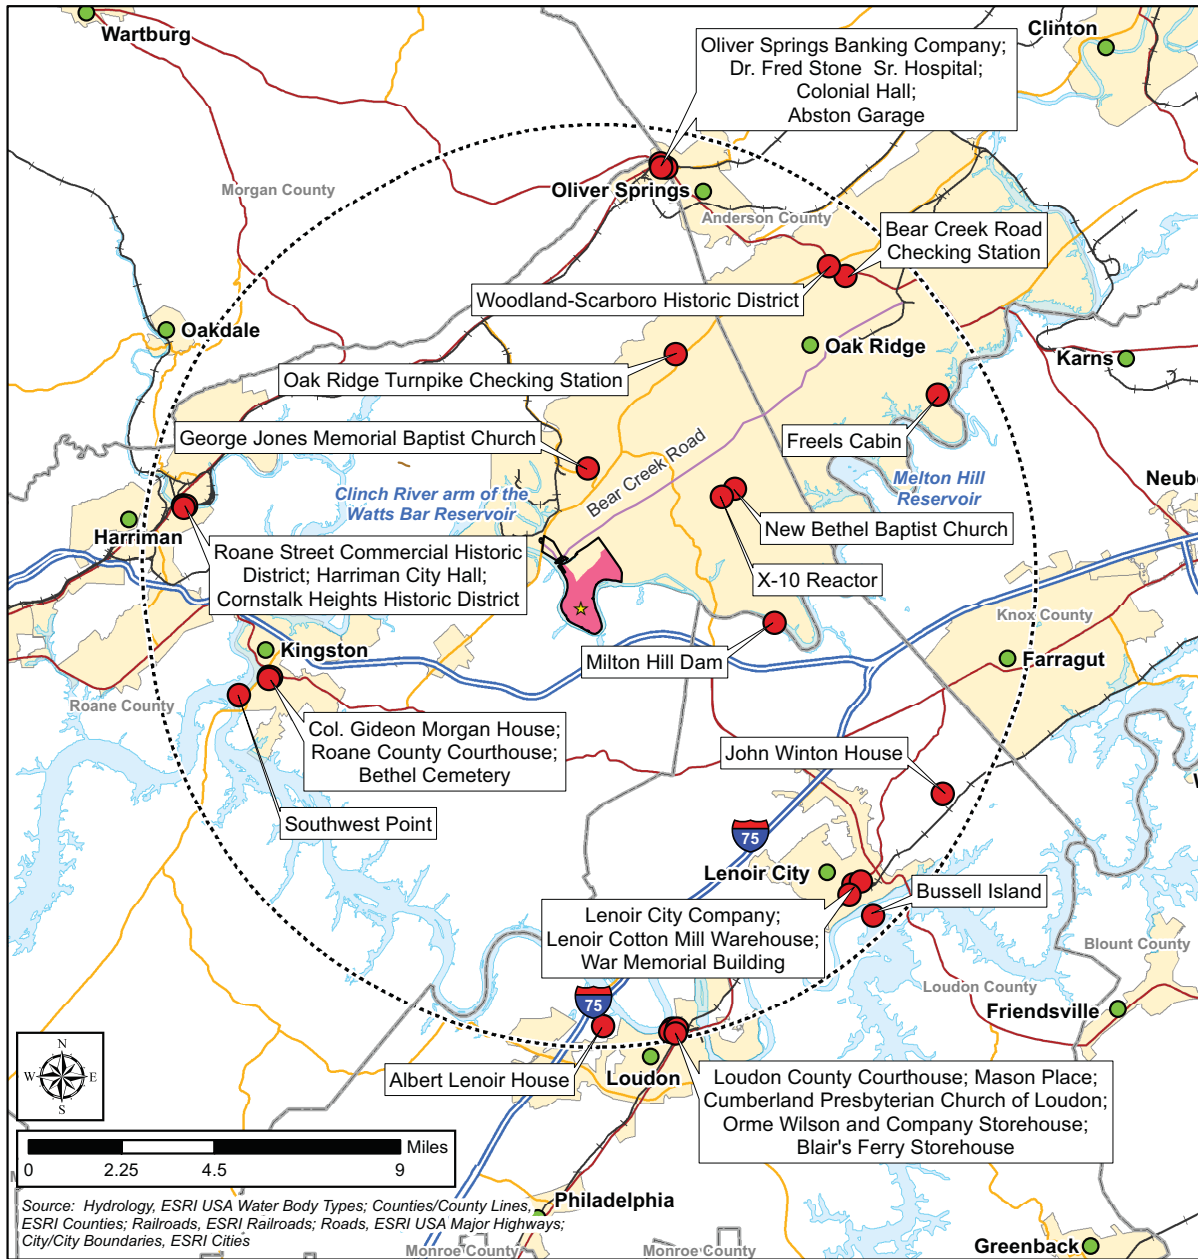 Wartburg
Clinton
Oliver Springs Banking Company;
Dr. Fred Stone Sr. Hospital;
Colonial Hall;
Abston Garage
Morgan County
Oliver Springs
Anderson County
Bear Creek Road
Checking Station
Woodland-Scarboro Historic District
Oakdale
Oak Ridge
Karns
Oak Ridge Turnpike Checking Station
George Jones Memorial Baptist Church
Freels Cabin
Bear Creek Road
Clinch River arm of the
Watts Bar Reservoir
Melton Hill
Reservoir
Harriman
New Bethel Baptist Church
Roane Street Commercial Historic
District; Harriman City Hall;
Cornstalk Heights Historic District
X-10 Reactor
Knox County
Kingston
Milton Hill Dam
Farragut
Roane County
Col. Gideon Morgan House;
Roane County Courthouse;
Bethel Cemetery
John Winton House
Southwest Point
75
Lenoir City
Bussell Island
Lenoir City Company;
Lenoir Cotton Mill Warehouse;
War Memorial Building
Blount County
Loudon County
75
Friendsville
N
W E
S
Albert Lenoir House
Loudon
Loudon County Courthouse; Mason Place;
Cumberland Presbyterian Church of Loudon;
Orme Wilson and Company Storehouse;
Blair's Ferry Storehouse
Miles
0 2.25 4.5 9
Source: Hydrology, ESRI USA Water Body Types; Counties/County Lines,
ESRI Counties; Railroads, ESRI Railroads; Roads, ESRI USA Major Highways;
City/City Boundaries, ESRI Cities
Philadelphia
Monroe County
Monroe County
Greenback